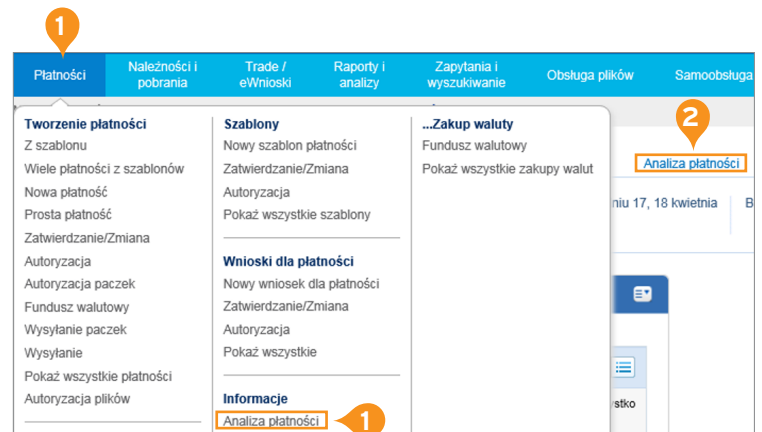 1
Płatności
Należności i
pobrania
Trade /
eWnioski
Raporty i
analizy
Zapytania i
wyszukiwanie
Obsługa plików
Samoobsługa
Tworzenie płatności
Z szablonu
Wiele płatności z szablonów
Nowa płatność
Prosta płatność
Zatwierdzanie/Zmiana
Autoryzacja
Autoryzacja paczek
Fundusz walutowy
Wysyłanie paczek
Wysyłanie
Pokaż wszystkie płatności
Autoryzacja plików
Szablony
Nowy szablon płatności
Zatwierdzanie/Zmiana
Autoryzacja
Pokaż wszystkie szablony
Wnioski dla płatności
Nowy wniosek dla płatności
Zatwierdzanie/Zmiana
Autoryzacja
Pokaż wszystkie
Informacje
Analiza płatności
1
...Zakup waluty
Fundusz walutowy
Pokaż wszystkie zakupy walut
2
Analiza płatności
niu 17, 18 kwietnia
B
stko